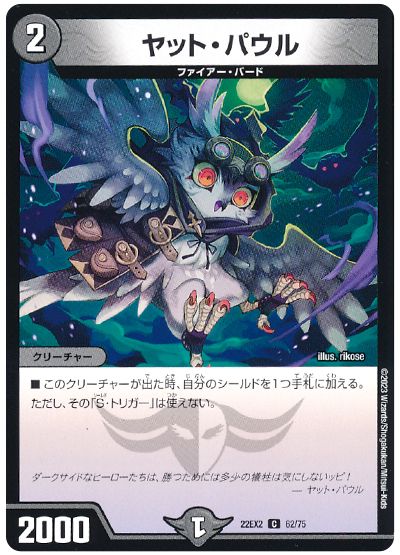 2
ヤット・パウル
ファイアー・バード
クリーチャー
illus. rikose
■このクリーチャーが出た時、自分のシールドを1つ手札に加える。
ただし、その「S・トリガー」は使えない。
ダークサイドなヒーローたちは、勝つためには多少の犠牲は気にしないッピ！
— ヤット・パウル
2000
22EX2 C 62/75
©2023 Wizards/Shogakukan/Mitsui-Kids